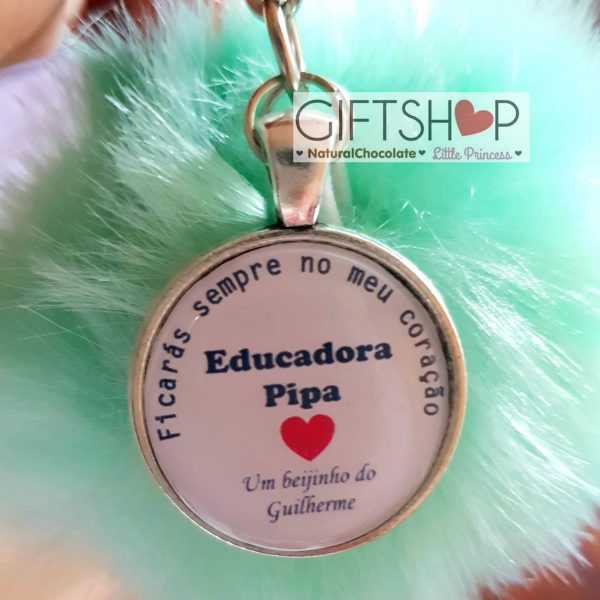 GIFTSHOP
♥ NaturalChocolate ♥ Little Princess ♥
Ficarás sempre no meu coração
Educadora
Pipa
Um beijinho do
Guilherme